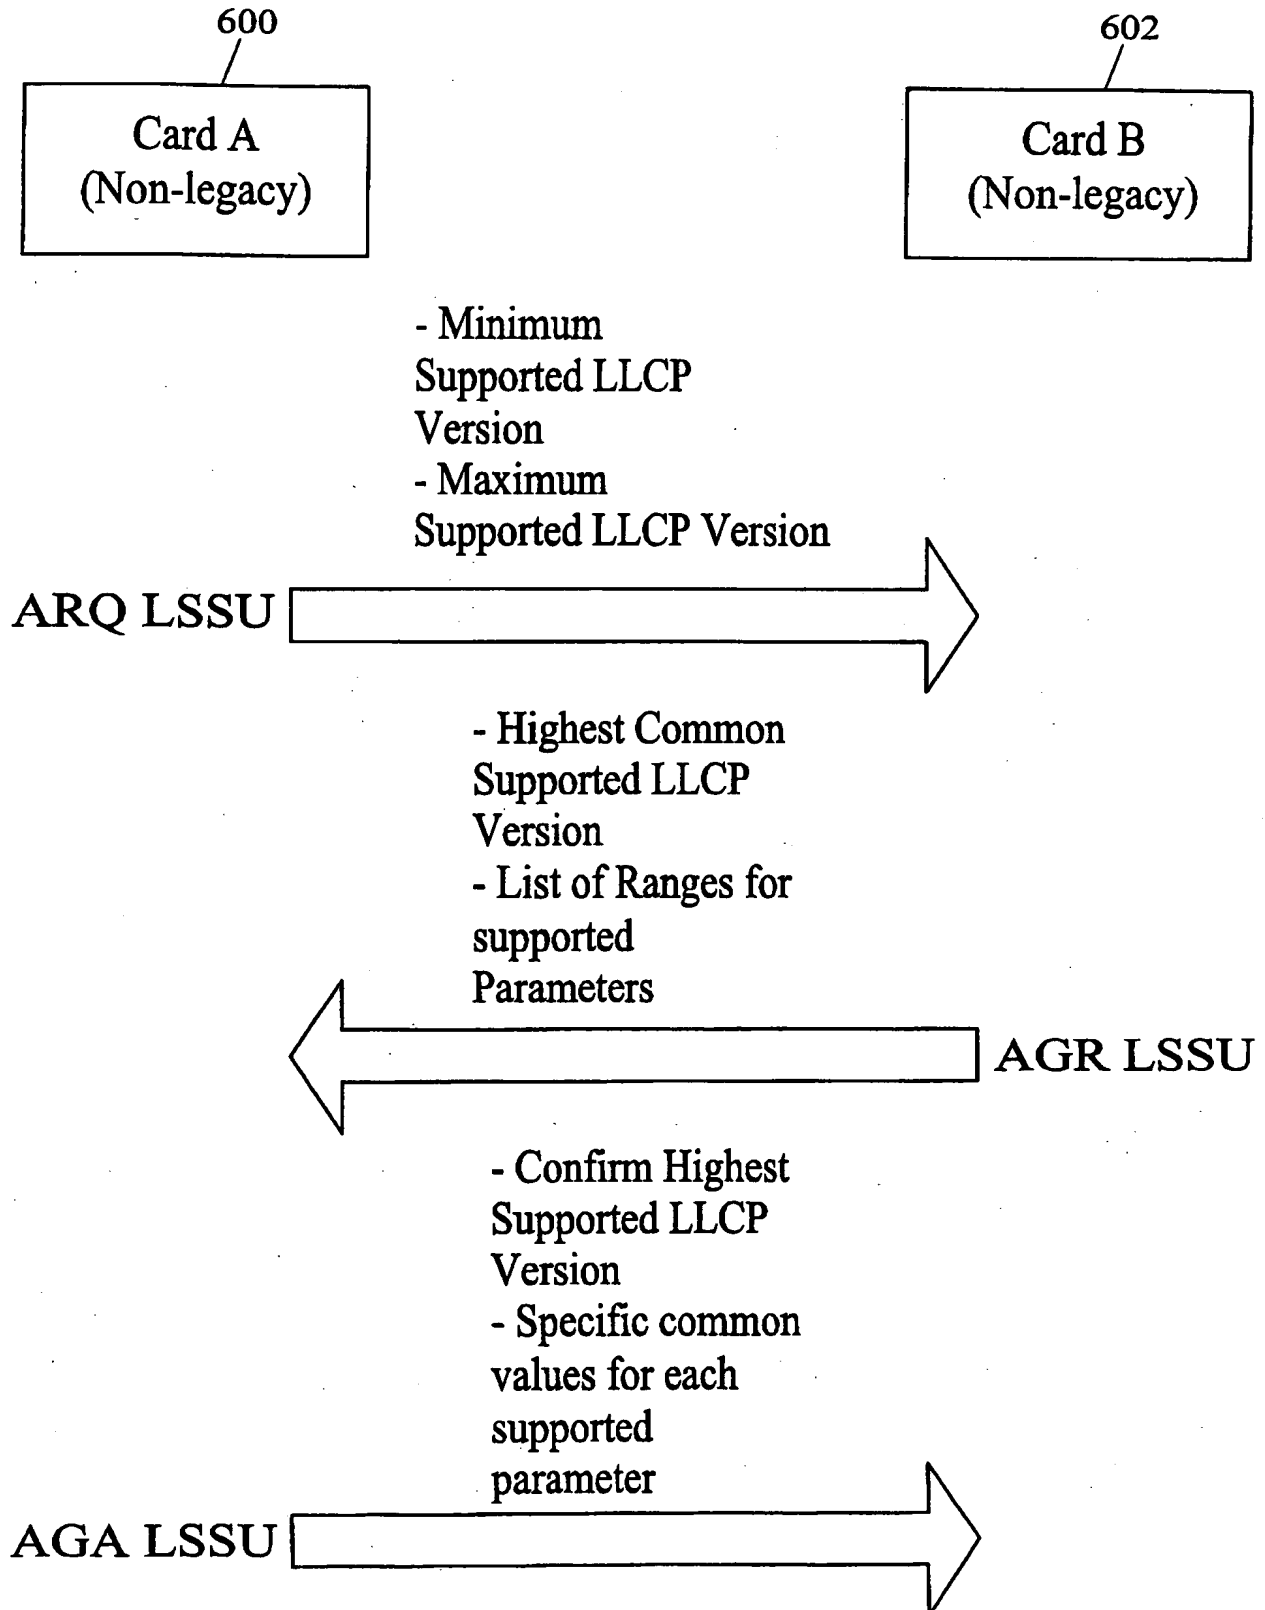 600
602
Card A
(Non-legacy)
Card B
(Non-legacy)
- Minimum
Supported LLCP
Version
- Maximum
Supported LLCP Version
ARQ LSSU
- Highest Common
Supported LLCP
Version
- List of Ranges for
supported
Parameters
AGR LSSU
- Confirm Highest
Supported LLCP
Version
- Specific common
values for each
supported
parameter
AGA LSSU